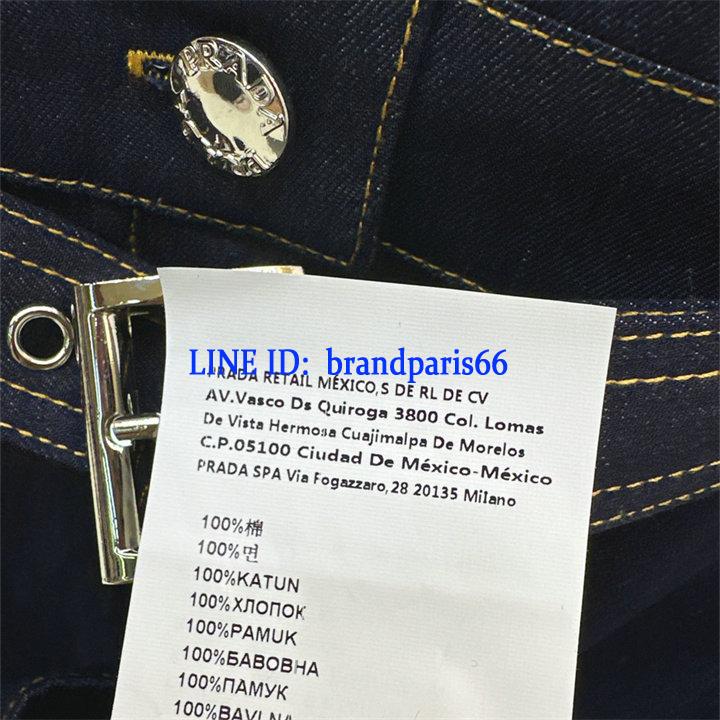 PRADA
LINE ID: brandparis66
PRADA RETAIL MÉXICO,S DE RL DE CV
AV.Vasco Ds Quiroga 3800 Col. Lomas
De Vista Hermosa Cuajimalpa De Morelos
C.P.05100 Ciudad De México-México
PRADA SPA Via Fogazzaro,28 20135 Milano
100%棉
100%면
100%KATUN
100%ХЛОПОК
100%PAMUK
100%БАВОВНА
100%ПАМУК